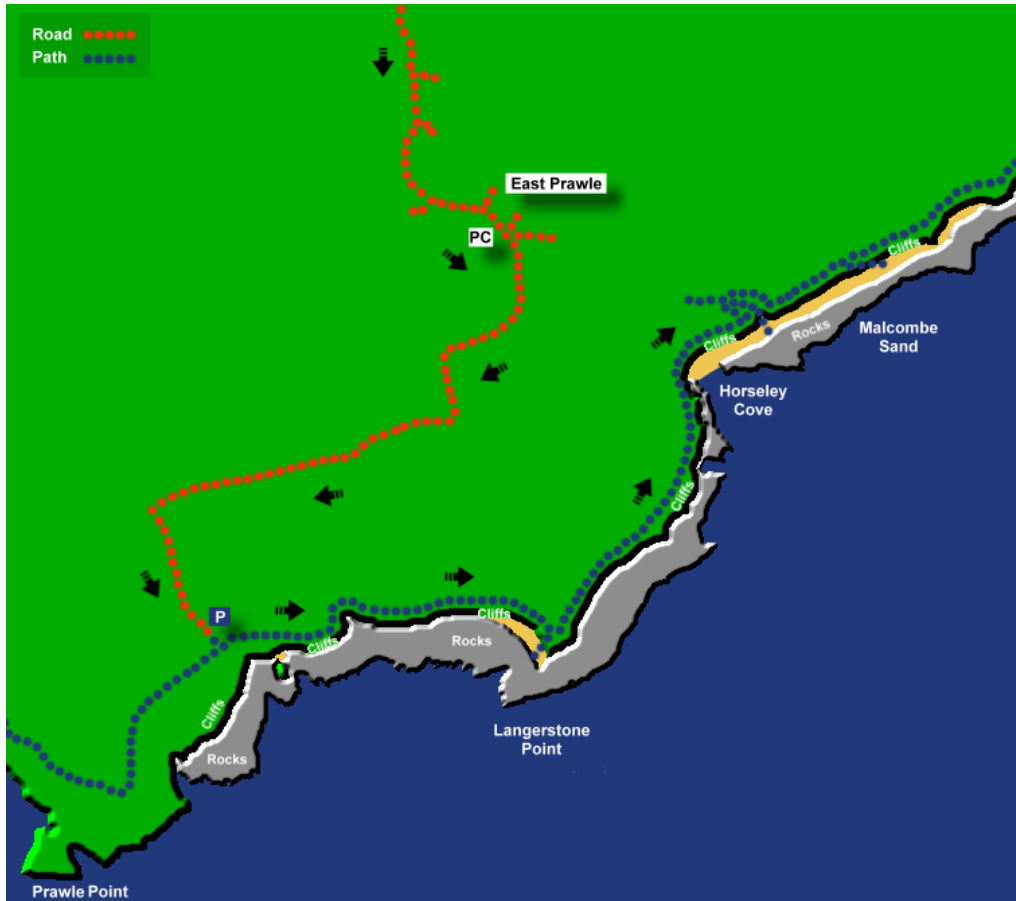 Road
Path
East Prawle
PC
Cliffs
Malcombe
Sand
Rocks
Cliffs
Horseley
Cove
Cliffs
P
Cliffs
Rocks
Cliffs
Langerstone
Point
Cliffs
Rocks
Prawle Point